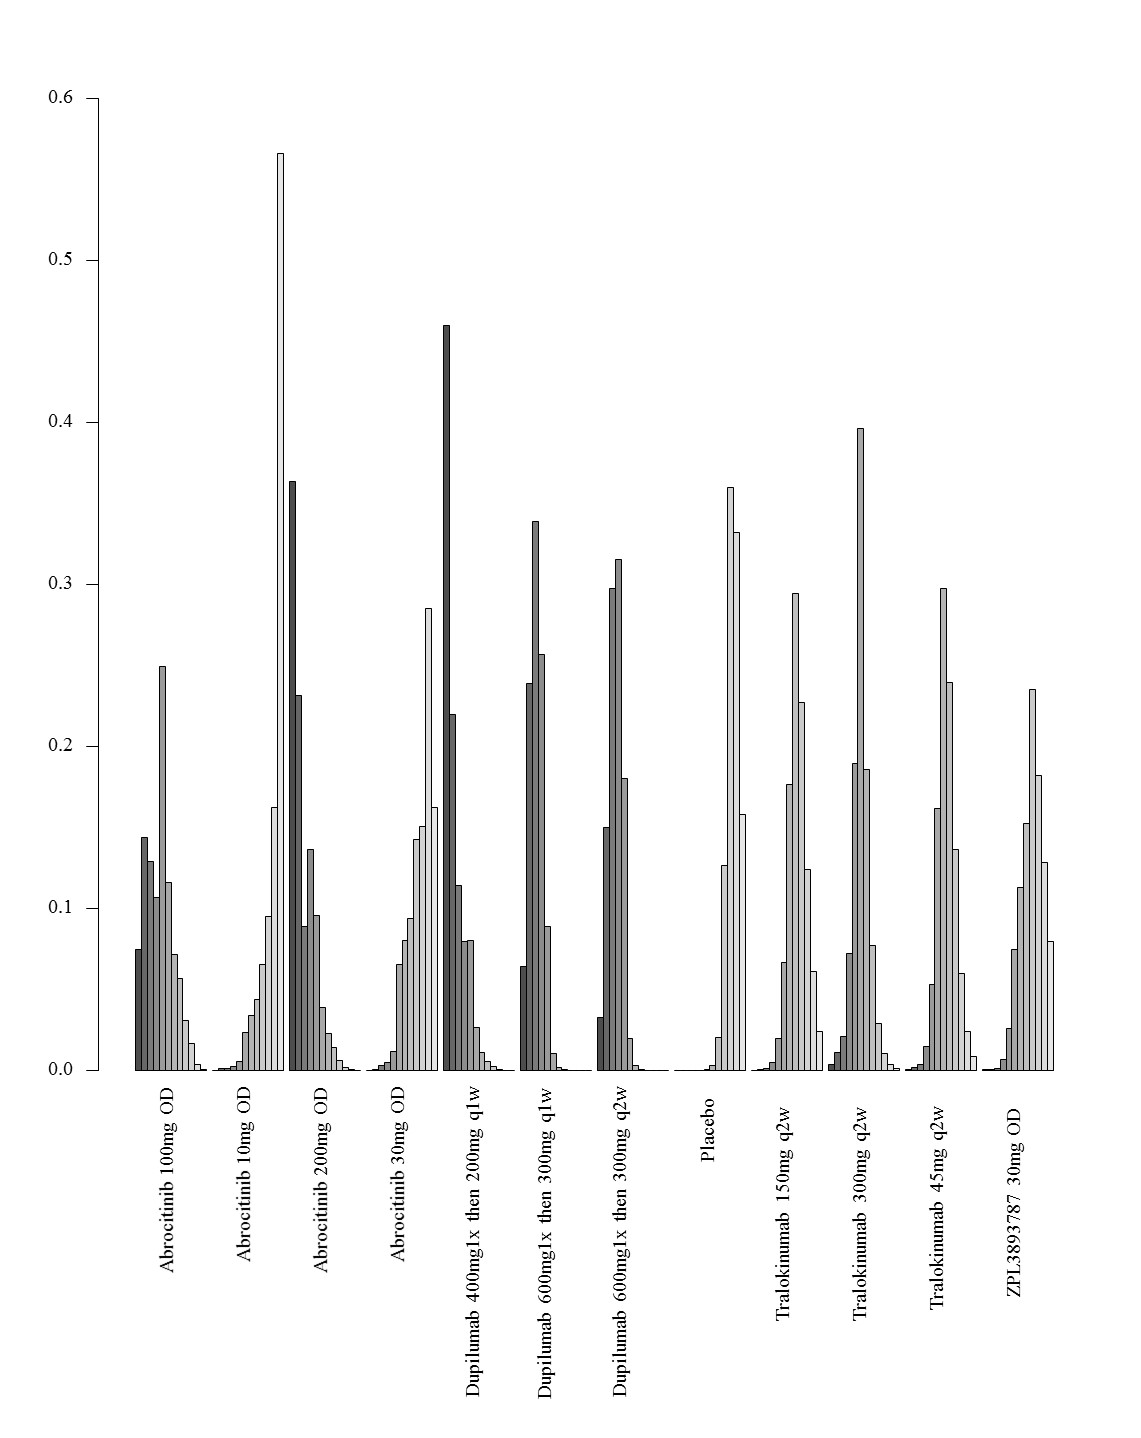 0.6
0.5
0.4
0.3
0.2
0.1
0.0
Abrocitinib 100mg OD
Abrocitinib 10mg OD
Abrocitinib 200mg OD
Abrocitinib 30mg OD
Dupilumab 400mg1x then 200mg q1w
Dupilumab 600mg1x then 300mg q1w
Dupilumab 600mg1x then 300mg q2w
Placebo
Tralokinumab 150mg q2w
Tralokinumab 300mg q2w
Tralokinumab 45mg q2w
ZPL3893787 30mg OD